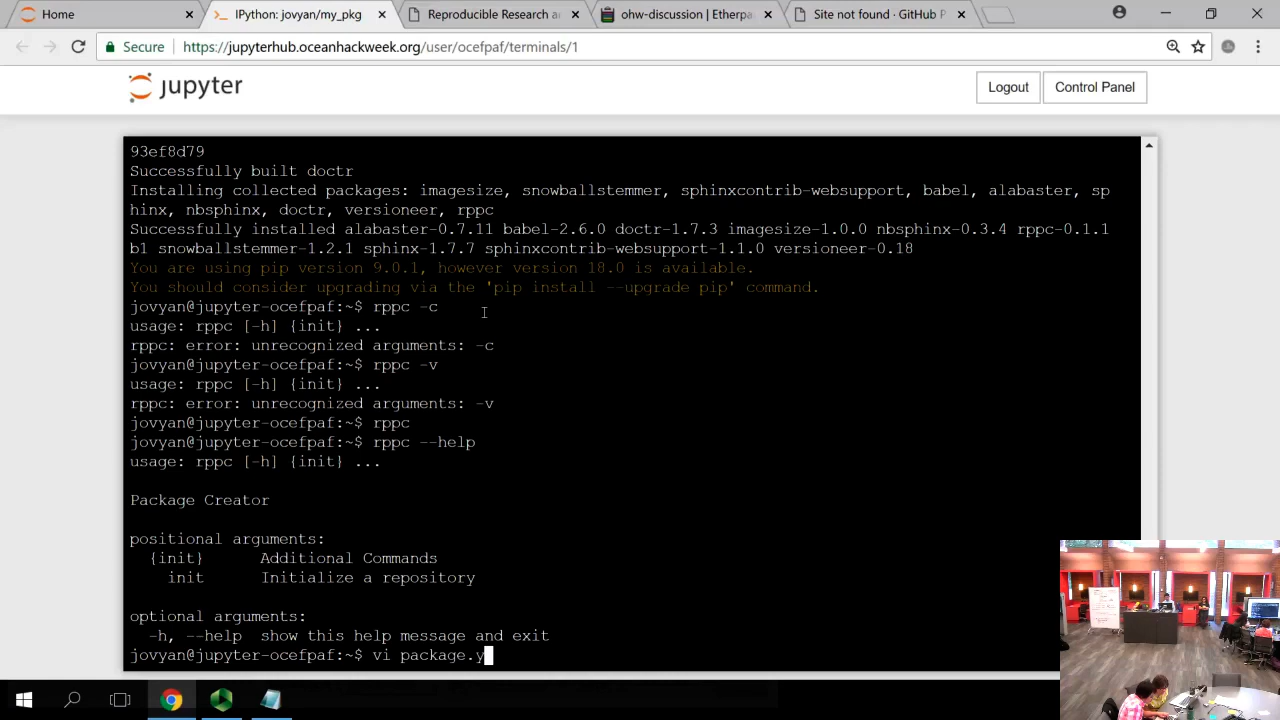 Home
IPython: jovyan/my_pkg
Reproducible Research a
ohw-discussion | Etherpa
Site not found · GitHub P
Secure
https://jupyterhub.oceanhackweek.org/user/ocefpaf/terminals/1
jupyter
Logout
Control Panel
93ef8d79
Successfully built doctr
Installing collected packages: imagesize, snowballstemmer, sphinxcontrib-websupport, babel, alabaster, sp
hinx, nbsphinx, doctr, versioneer, rppc
Successfully installed alabaster-0.7.11 babel-2.6.0 doctr-1.7.3 imagesize-1.0.0 nbsphinx-0.3.4 rppc-0.1.1
b1 snowballstemmer-1.2.1 sphinx-1.7.7 sphinxcontrib-websupport-1.1.0 versioneer-0.18
You are using pip version 9.0.1, however version 18.0 is available.
You should consider upgrading via the 'pip install --upgrade pip' command.
jovyan@jupyter-ocefpaf:~$ rppc -c
usage: rppc [-h] {init} ...
rppc: error: unrecognized arguments: -c
jovyan@jupyter-ocefpaf:~$ rppc -v
usage: rppc [-h] {init} ...
rppc: error: unrecognized arguments: -v
jovyan@jupyter-ocefpaf:~$ rppc
jovyan@jupyter-ocefpaf:~$ rppc --help
usage: rppc [-h] {init} ...
Package Creator
positional arguments:
{init} Additional Commands
init Initialize a repository
optional arguments:
-h, --help show this help message and exit
jovyan@jupyter-ocefpaf:~$ vi package.y